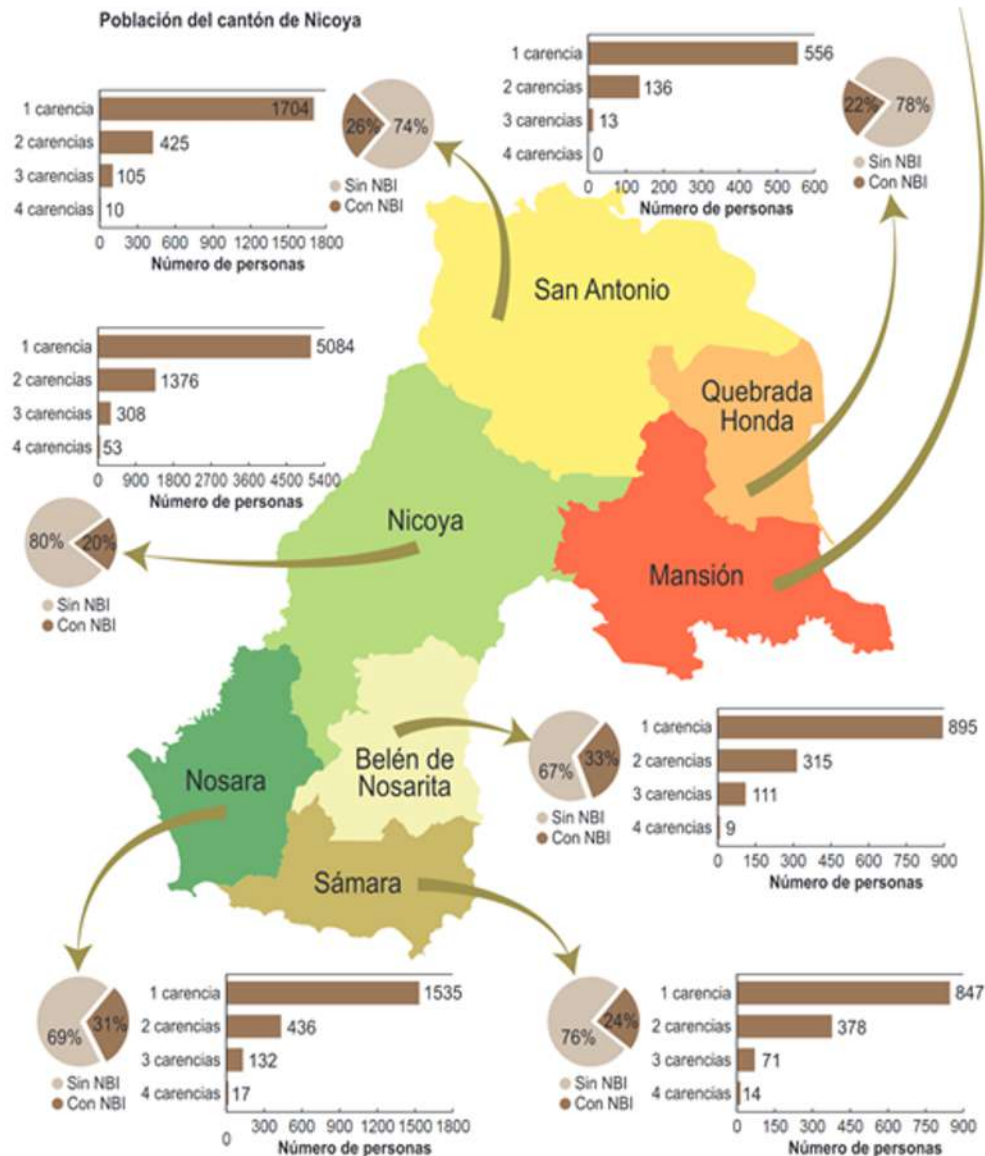 Población del cantón de Nicoya
1 carencia 1704
2 carencias 425
3 carencias 105
4 carencias 10
0 300 600 900 1200 1500 1800
Número de personas
26% 74%
Sin NBI
Con NBI
1 carencia 556
2 carencias 136
3 carencias 13
4 carencias 0
0 100 200 300 400 500 600
Número de personas
22% 78%
Sin NBI
Con NBI
San Antonio
1 carencia 5084
2 carencias 1376
3 carencias 308
4 carencias 53
0 900 1800 2700 3600 4500 5400
Número de personas
Quebrada
Honda
80% 20%
Sin NBI
Con NBI
Nicoya
Mansión
Nosara
Belén de
Nosarita
67% 33%
Sin NBI
Con NBI
1 carencia 895
2 carencias 315
3 carencias 111
4 carencias 9
0 150 300 450 600 750 900
Número de personas
Sámara
69% 31%
Sin NBI
Con NBI
1 carencia 1535
2 carencias 436
3 carencias 132
4 carencias 17
0 300 600 900 1200 1500 1800
Número de personas
76% 24%
Sin NBI
Con NBI
1 carencia 847
2 carencias 378
3 carencias 71
4 carencias 14
0 150 300 450 600 750 900
Número de personas